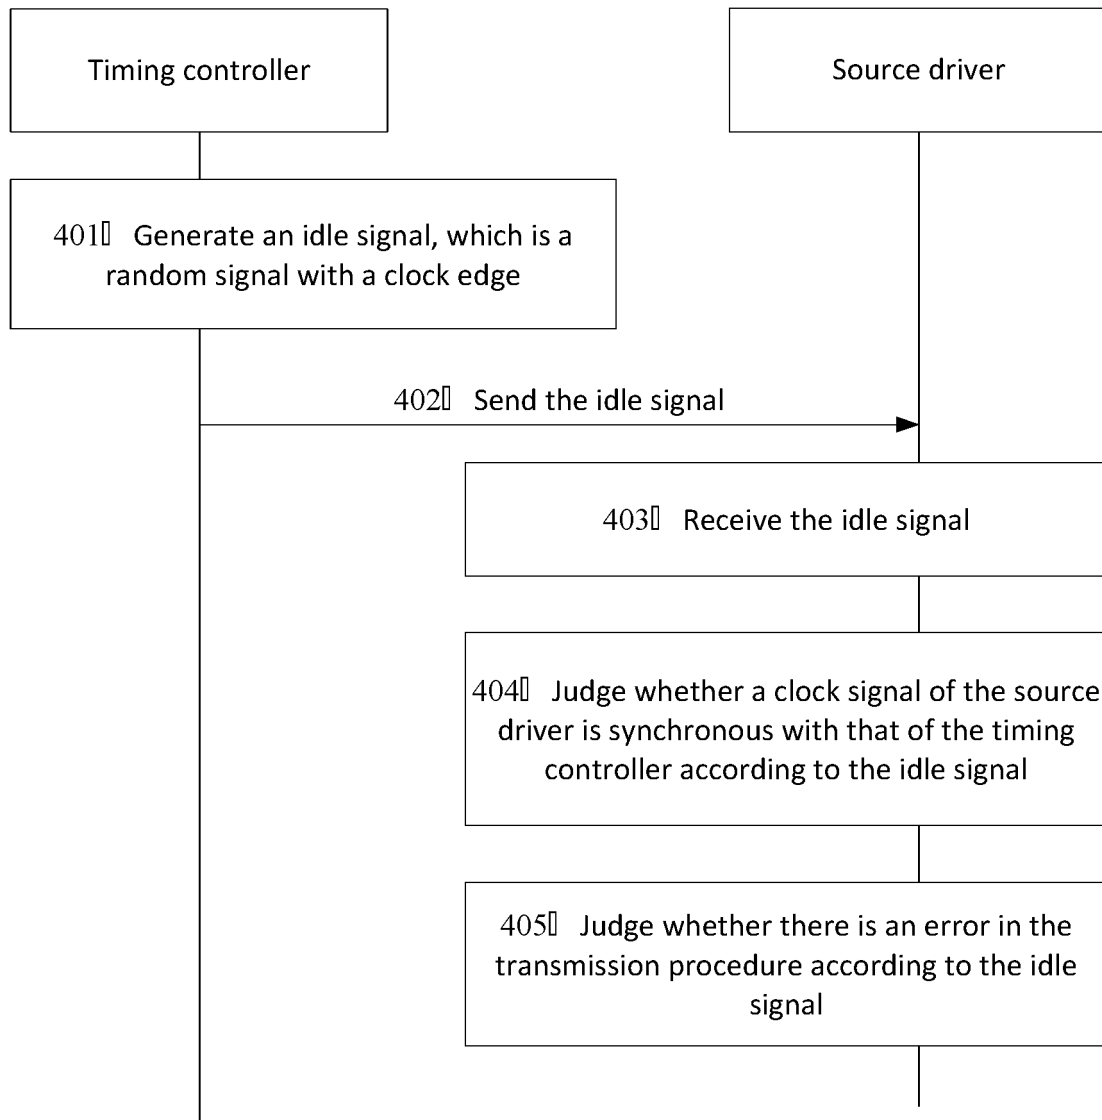 Timing controller
Source driver
401 Generate an idle signal, which is a
random signal with a clock edge
402 Send the idle signal
403 Receive the idle signal
404 Judge whether a clock signal of the source
driver is synchronous with that of the timing
controller according to the idle signal
405 Judge whether there is an error in the
transmission procedure according to the idle
signal